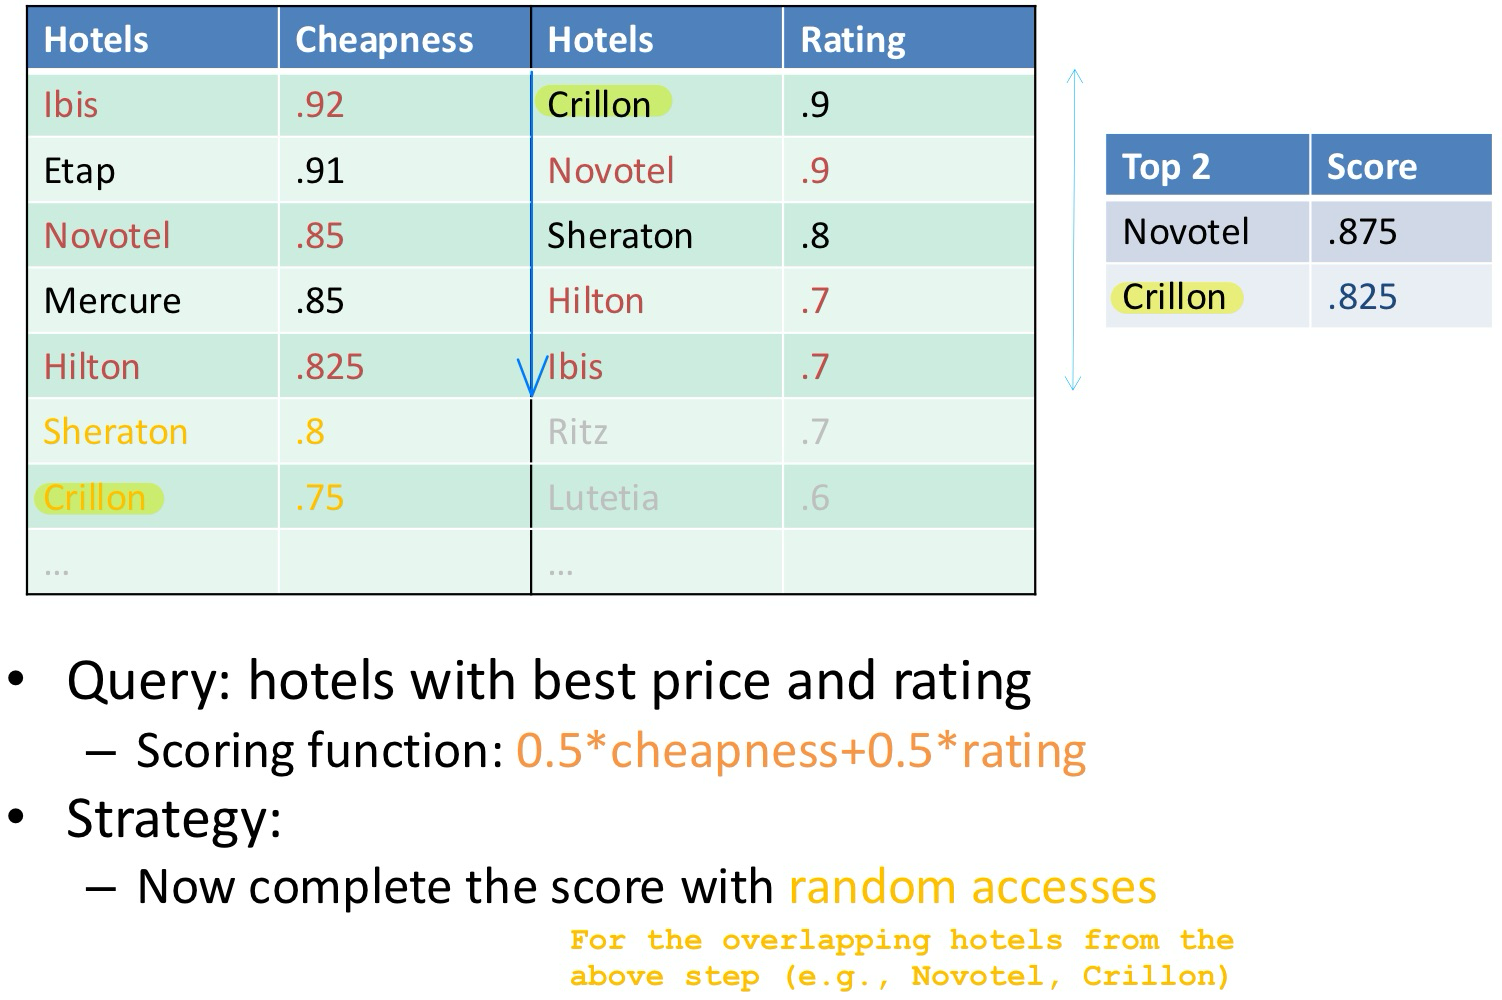 Hotels Cheapness Hotels Rating
Ibis .92 Crillon .9
Etap .91 Novotel .9
Novotel .85 Sheraton .8
Mercure .85 Hilton .7
Hilton .825 Ibis .7
Sheraton .8 Ritz .7
Crillon .75 Lutetia .6
... ...
Top 2 Score
Novotel .875
Crillon .825
• Query: hotels with best price and rating
– Scoring function: 0.5*cheapness+0.5*rating
• Strategy:
– Now complete the score with random accesses
For the overlapping hotels from the
above step (e.g., Novotel, Crillon)